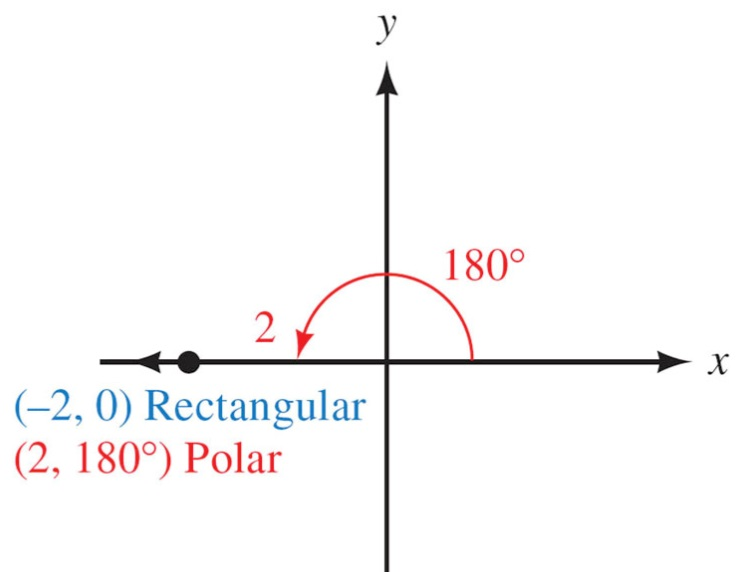 y
180°
2
x
(–2, 0) Rectangular
(2, 180°) Polar